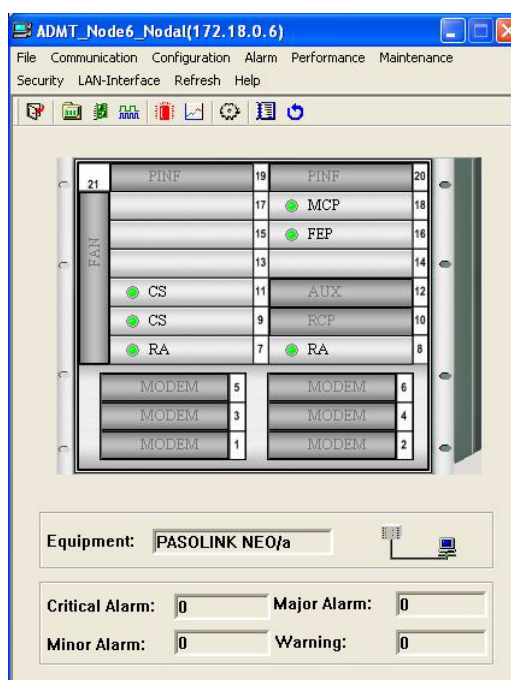 ADMT_Node6_Nodal(172.18.0.6)
File Communication Configuration Alarm Performance Maintenance
Security LAN-Interface Refresh Help
21 PINF 19 PINF 20
17 MCP 18
FAN 15 FEP 16
13 14
CS 11 AUX 12
CS 9 RCP 10
RA 7 RA 8
MODEM 5 MODEM 6
MODEM 3 MODEM 4
MODEM 1 MODEM 2
Equipment: PASOLINK NEO/a
Critical Alarm: 0 Major Alarm: 0
Minor Alarm: 0 Warning: 0